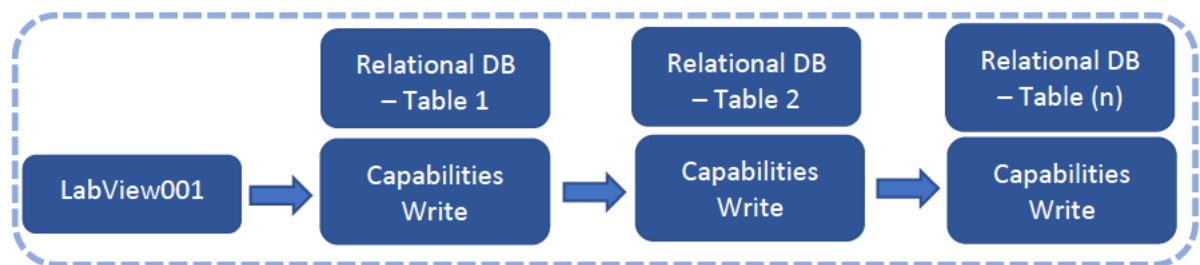 Relational DB
– Table 1
Relational DB
– Table 2
Relational DB
– Table (n)
LabView001
Capabilities
Write
Capabilities
Write
Capabilities
Write